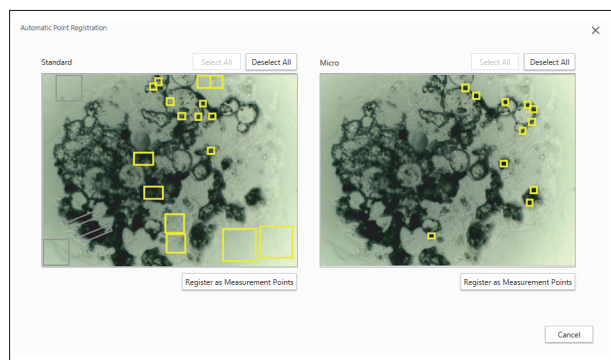 Automatic Point Registration
Standard
Select All
Deselect All
Micro
Select All
Deselect All
Register as Measurement Points
Register as Measurement Points
Cancel